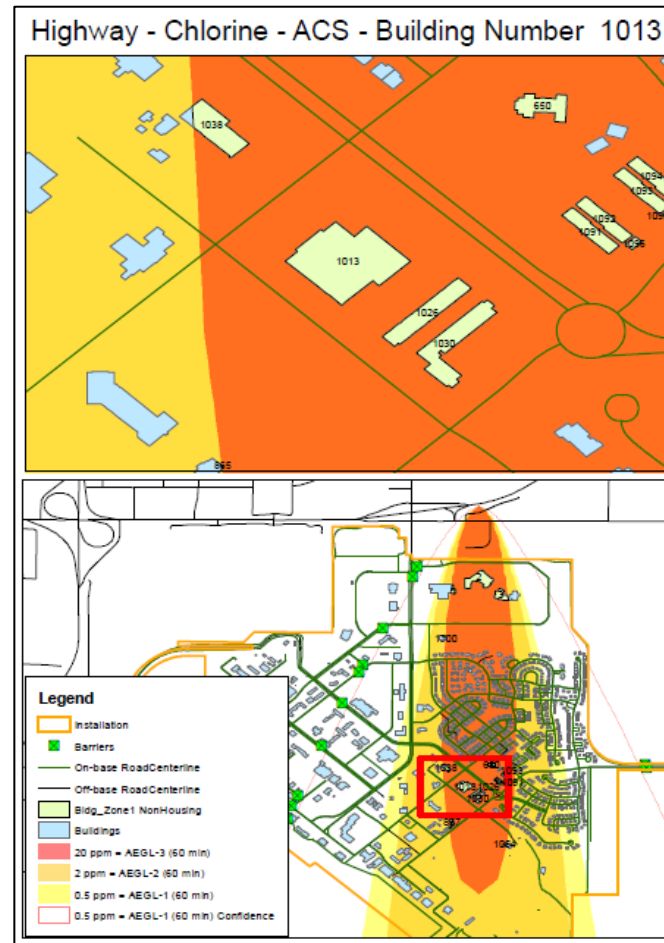 Highway - Chlorine - ACS - Building Number 1013
650
1038
1094
1093
1092
1091
1095
1013
1026
1030
865
1100
1038
1013
1030
1064
Legend
Installation
Barriers
On-base RoadCenterline
Off-base RoadCenterline
Bldg_Zone1 NonHousing
Buildings
20 ppm = AEGL-3 (60 min)
2 ppm = AEGL-2 (60 min)
0.5 ppm = AEGL-1 (60 min)
0.5 ppm = AEGL-1 (60 min) Confidence